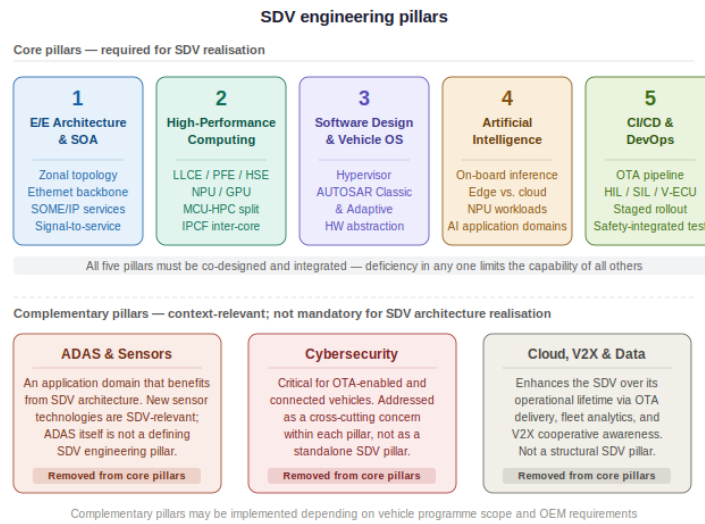 SDV engineering pillars
Core pillars — required for SDV realisation
1
E/E Architecture
& SOA
Zonal topology
Ethernet backbone
SOME/IP services
Signal-to-service
2
High-Performance
Computing
LLCE / PFE / HSE
NPU / GPU
MCU-HPC split
IPCF inter-core
3
Software Design
& Vehicle OS
Hypervisor
AUTOSAR Classic
& Adaptive
HW abstraction
4
Artificial
Intelligence
On-board inference
Edge vs. cloud
NPU workloads
AI application domains
5
CI/CD &
DevOps
OTA pipeline
HIL / SIL / V-ECU
Staged rollout
Safety-integrated test
All five pillars must be co-designed and integrated — deficiency in any one limits the capability of all others
Complementary pillars — context-relevant; not mandatory for SDV architecture realisation
ADAS & Sensors
An application domain that benefits
from SDV architecture. New sensor
technologies are SDV-relevant;
ADAS itself is not a defining
SDV engineering pillar.
Removed from core pillars
Cybersecurity
Critical for OTA-enabled and
connected vehicles. Addressed
as a cross-cutting concern
within each pillar, not as a
standalone SDV pillar.
Removed from core pillars
Cloud, V2X & Data
Enhances the SDV over its
operational lifetime via OTA
delivery, fleet analytics, and
V2X cooperative awareness.
Not a structural SDV pillar.
Removed from core pillars
Complementary pillars may be implemented depending on vehicle programme scope and OEM requirements